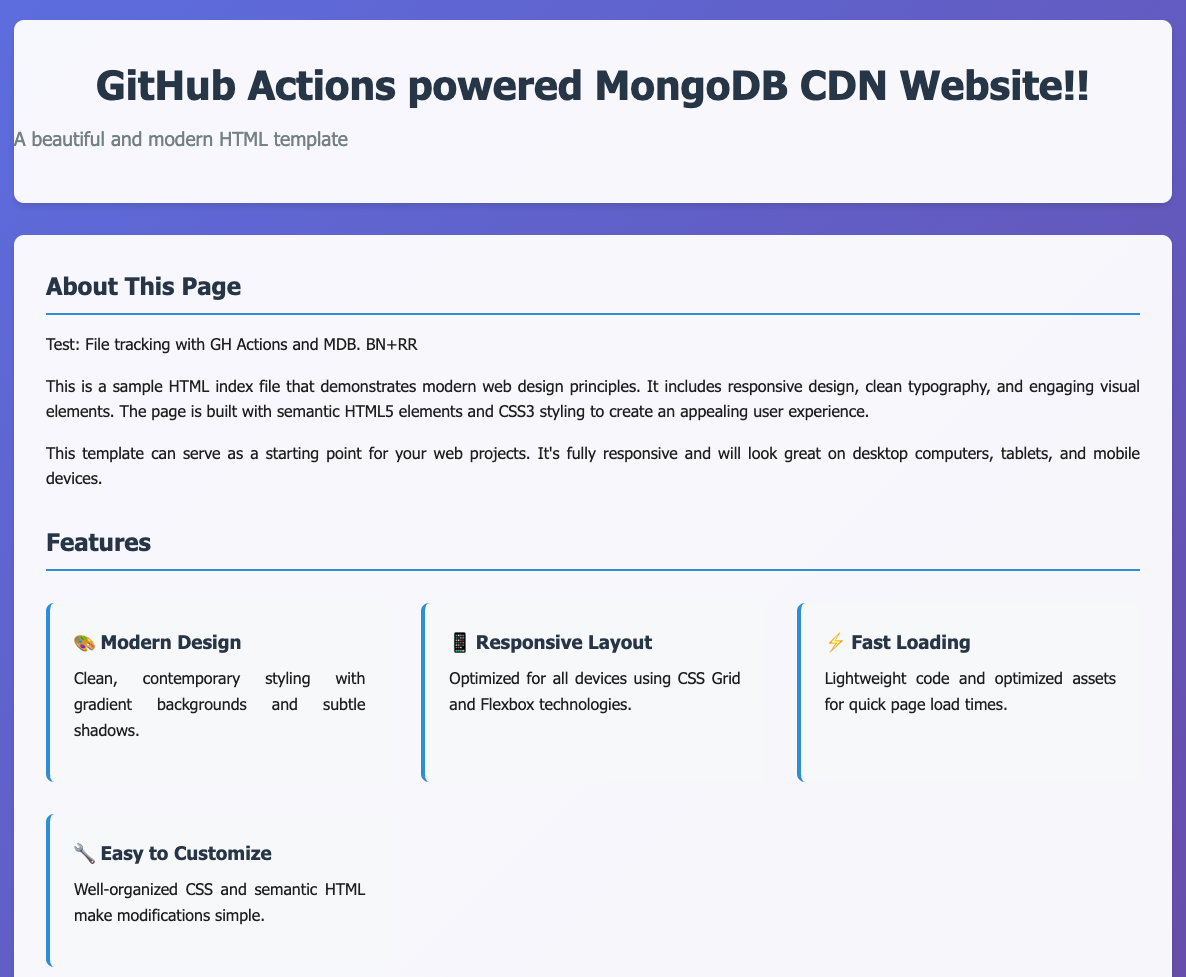 GitHub Actions powered MongoDB CDN Website!!
A beautiful and modern HTML template
About This Page
Test: File tracking with GH Actions and MDB. BN+RR
This is a sample HTML index file that demonstrates modern web design principles. It includes responsive design, clean typography, and engaging visual
elements. The page is built with semantic HTML5 elements and CSS3 styling to create an appealing user experience.
This template can serve as a starting point for your web projects. It's fully responsive and will look great on desktop computers, tablets, and mobile
devices.
Features
🎨 Modern Design
Clean, contemporary styling with
gradient backgrounds and subtle
shadows.
📱 Responsive Layout
Optimized for all devices using CSS Grid
and Flexbox technologies.
⚡ Fast Loading
Lightweight code and optimized assets
for quick page load times.
🔧 Easy to Customize
Well-organized CSS and semantic HTML
make modifications simple.